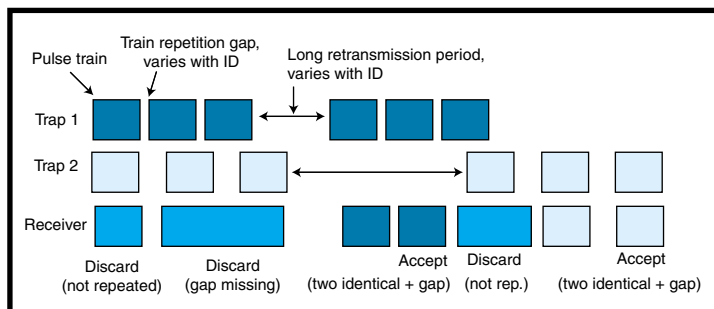 Train repetition gap,
varies with ID
Pulse train
Long retransmission period,
varies with ID
Trap 1
Trap 2
Receiver
Discard
(not repeated)
Discard
(gap missing)
Accept
(two identical + gap)
Discard
(not rep.)
Accept
(two identical + gap)